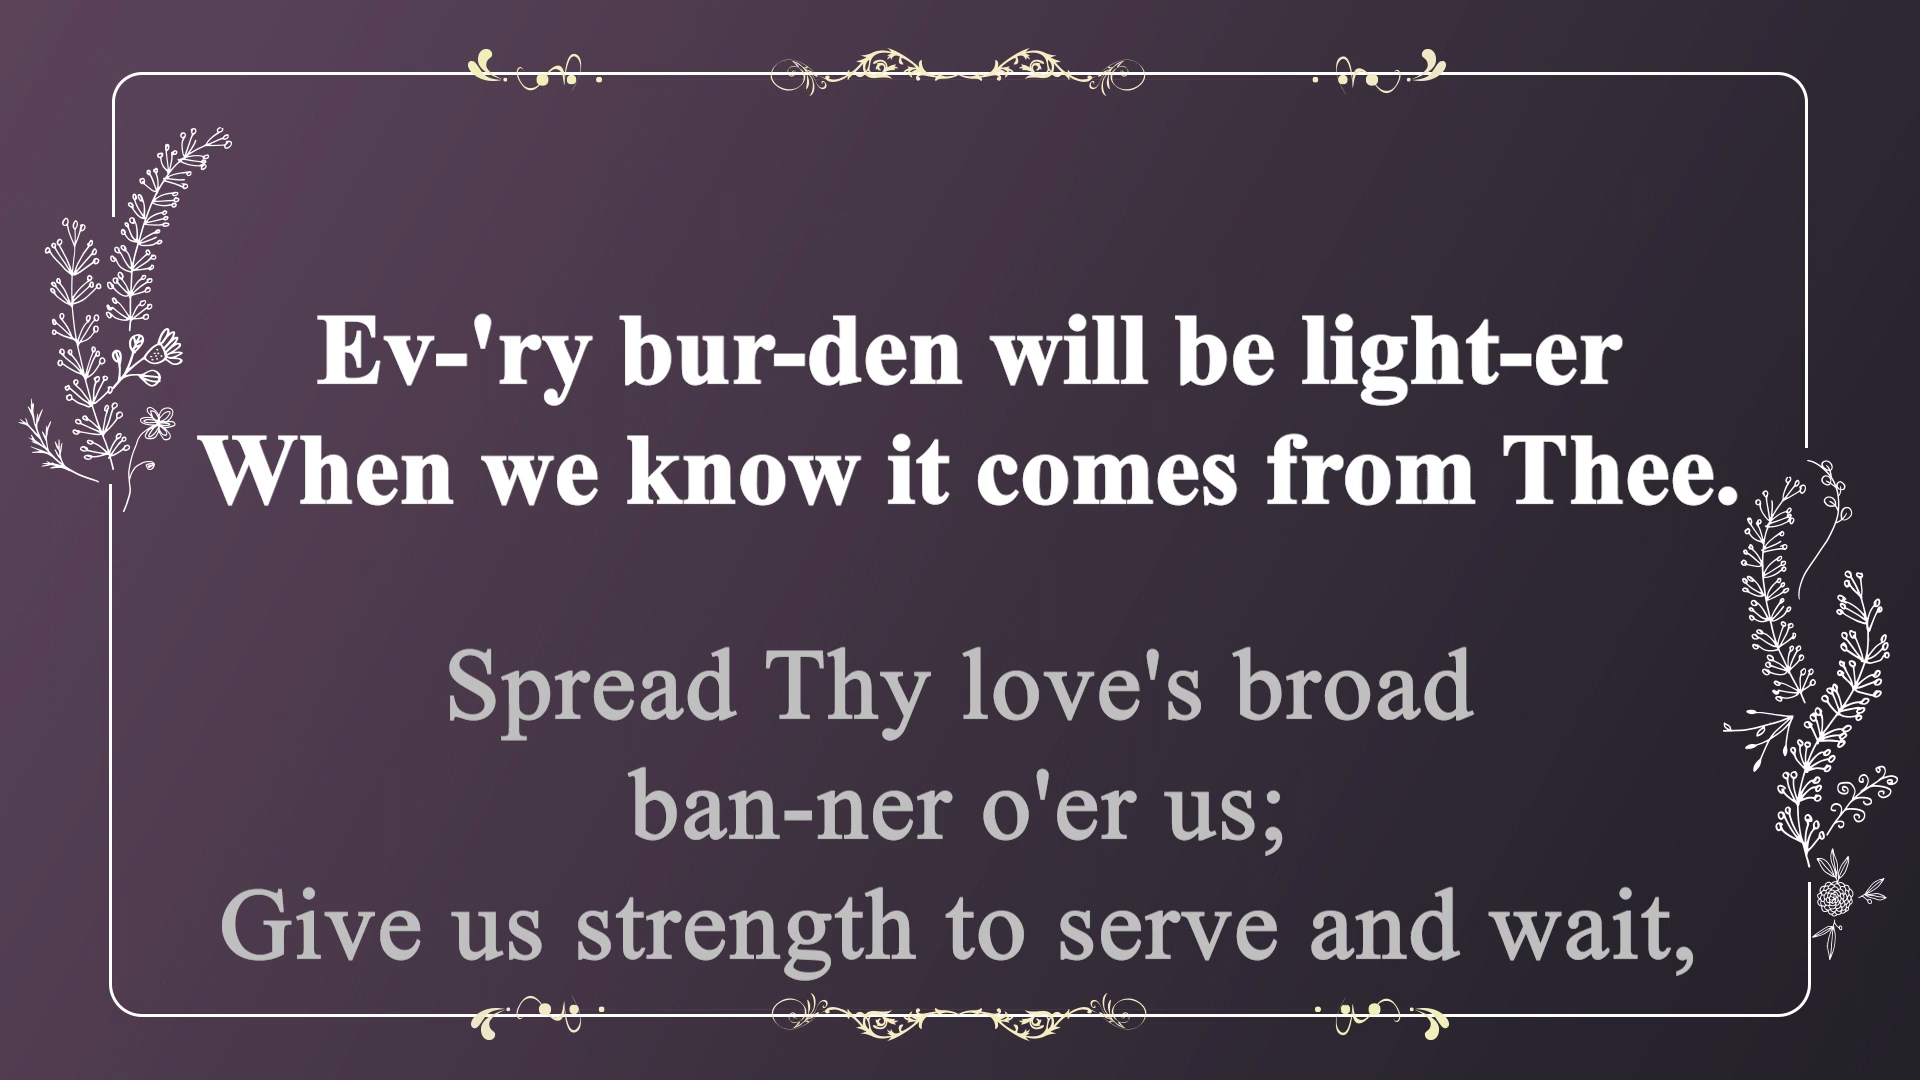 Ev-'ry bur-den will be light-er
When we know it comes from Thee.
Spread Thy love's broad
ban-ner o'er us;
Give us strength to serve and wait,